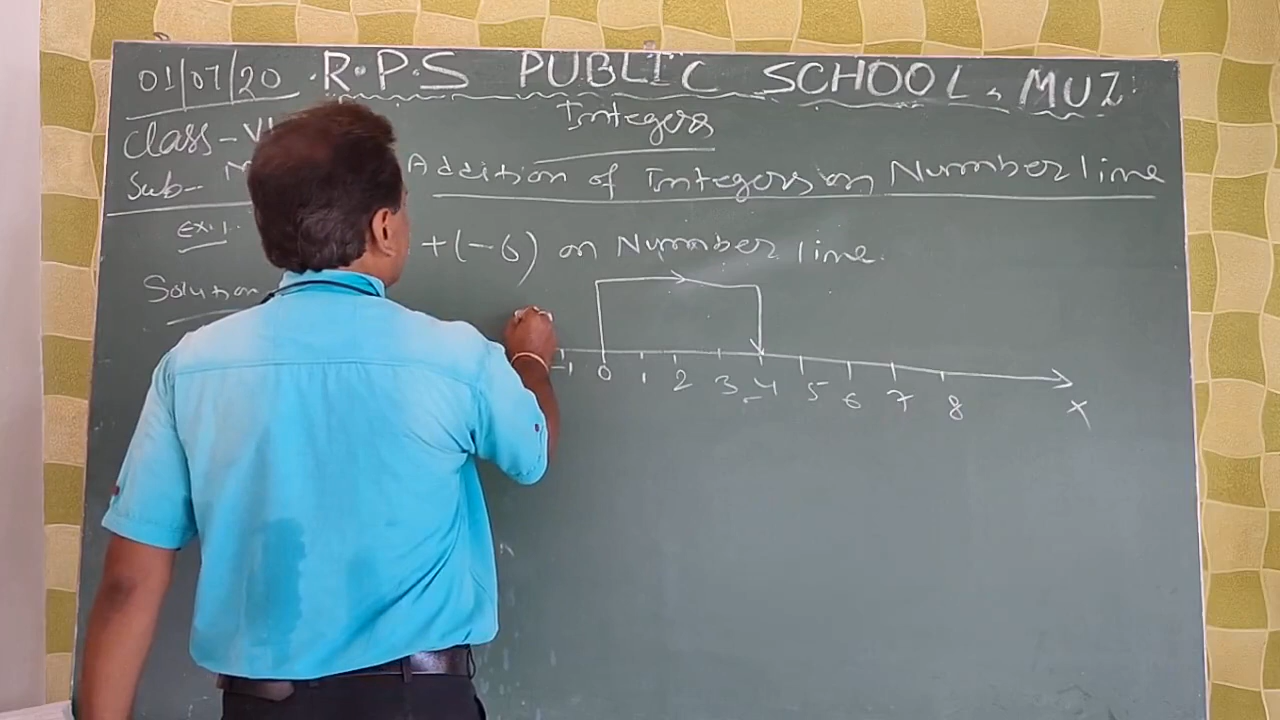 01/07/20 R.P.S PUBLIC SCHOOL, MUZ
Integers
Class-VI
Sub-
Addition of Integers on Number line
Ex.1.
+(-6) on Number line.
Solution
-1 0 1 2 3 4 5 6 7 8
X